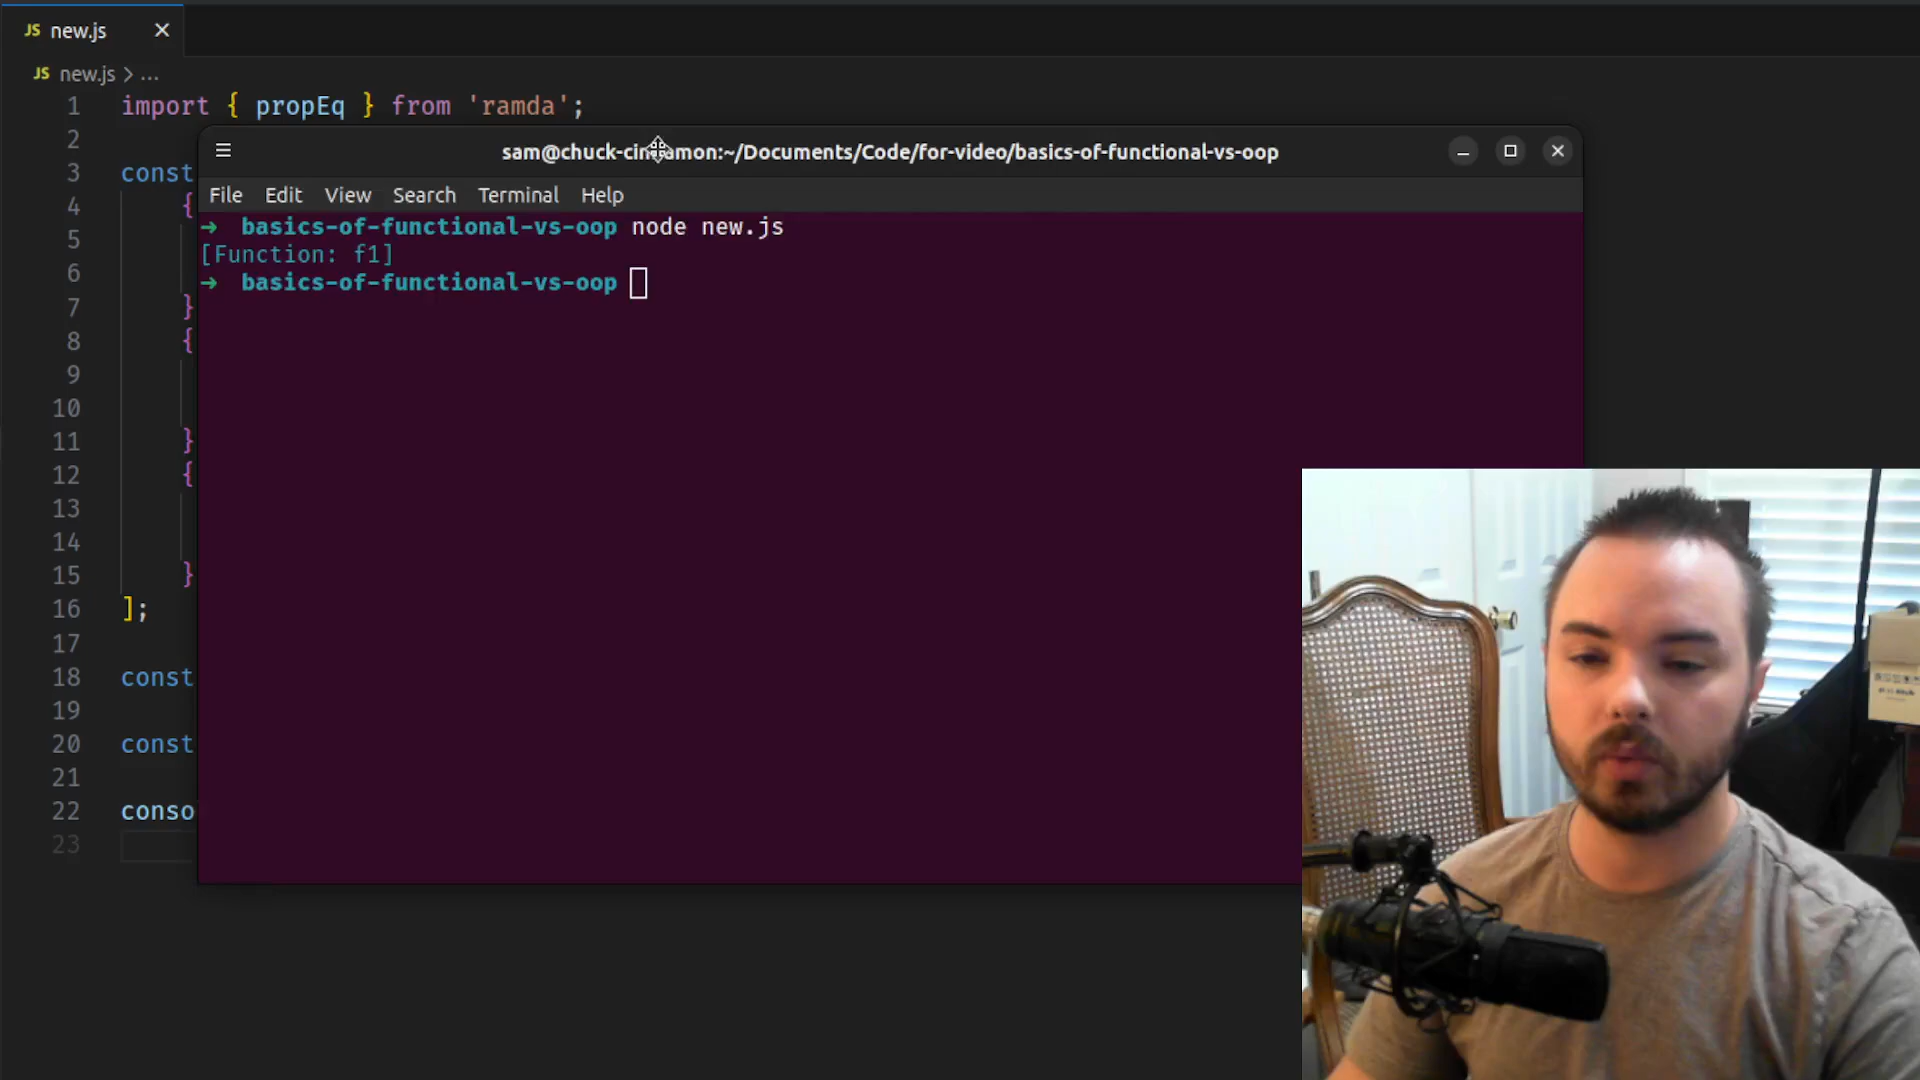 JS new.js
JS new.js > ...
1 import { propEq } from 'ramda';
2
sam@chuck-cinnamon:~/Documents/Code/for-video/basics-of-functional-vs-oop
3 const
File Edit View Search Terminal Help
4 {
➜ basics-of-functional-vs-oop node new.js
5
[Function: f1]
6
➜ basics-of-functional-vs-oop
7 }
8 {
9
10
11 }
12 {
13
14
15 }
16 ];
17
18 const
19
20 const
21
22 conso
23